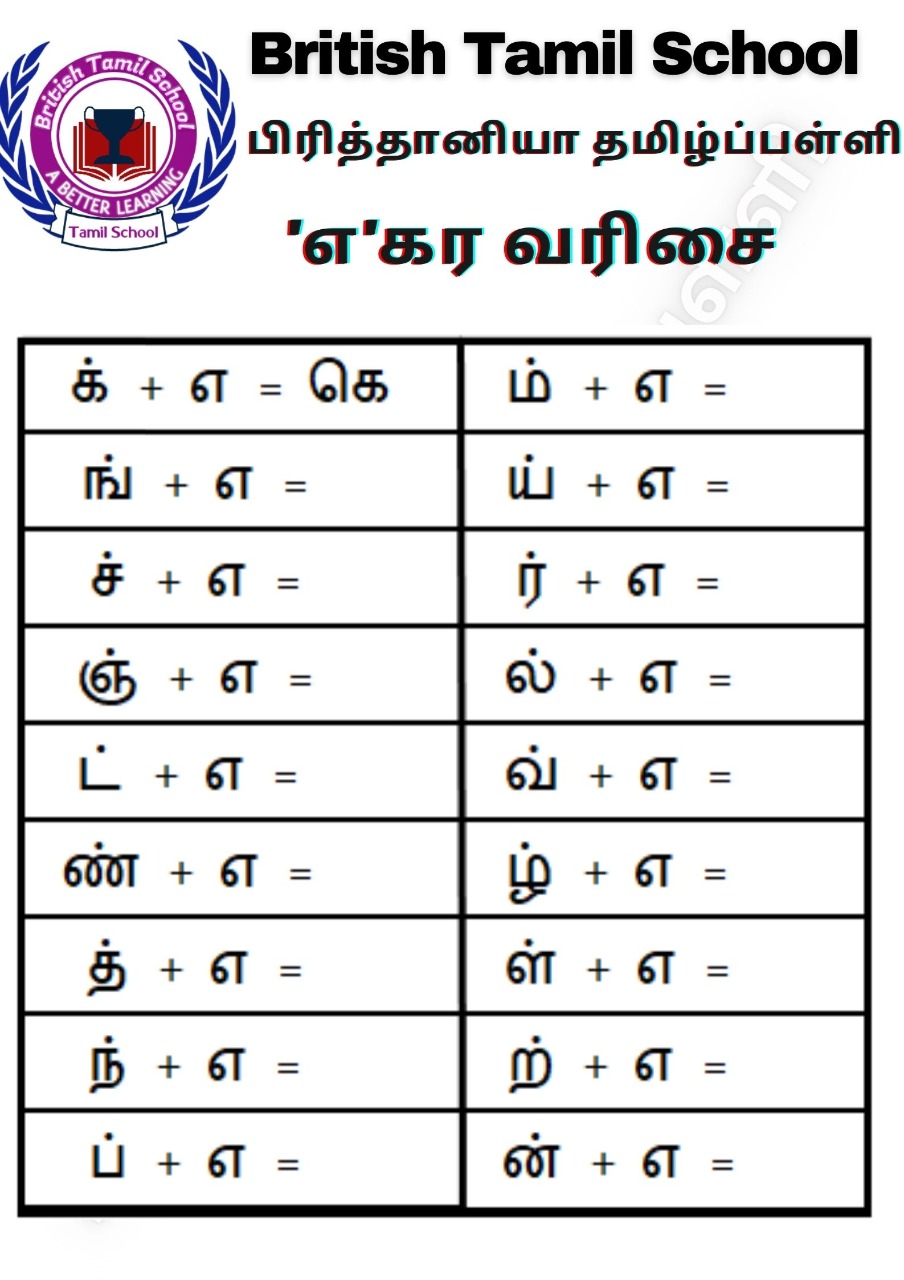 British Tamil School
A BETTER LEARNING
Tamil School
British Tamil School
பிரித்தானியா தமிழ்ப்பள்ளி
'எ'கர வரிசை
க் + எ = கெ
ம் + எ =
ங் + எ =
ய் + எ =
ச் + எ =
ர் + எ =
ஞ் + எ =
ல் + எ =
ட் + எ =
வ் + எ =
ண் + எ =
ழ் + எ =
த் + எ =
ள் + எ =
ந் + எ =
ற் + எ =
ப் + எ =
ன் + எ =